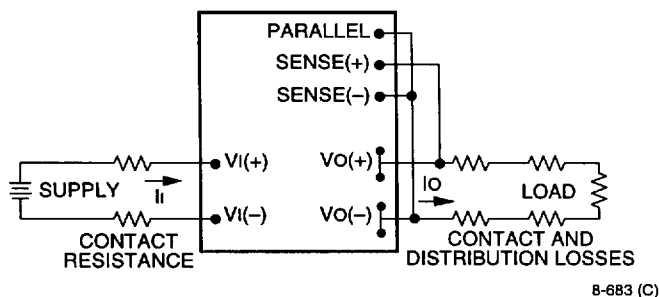 PARALLEL
SENSE(+)
SENSE(–)
VI(+)
VO(+)
SUPPLY
II
IO
LOAD
VI(–)
VO(–)
CONTACT
RESISTANCE
CONTACT AND
DISTRIBUTION LOSSES
8-683 (C)